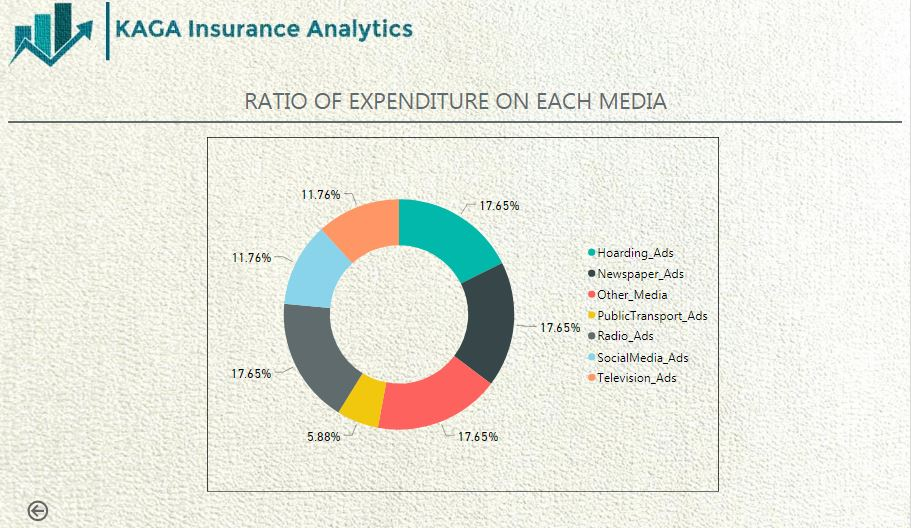 KAGA Insurance Analytics
RATIO OF EXPENDITURE ON EACH MEDIA
11.76%
17.65%
11.76%
17.65%
17.65%
5.88%
17.65%
Hoarding_Ads
Newspaper_Ads
Other_Media
PublicTransport_Ads
Radio_Ads
SocialMedia_Ads
Television_Ads